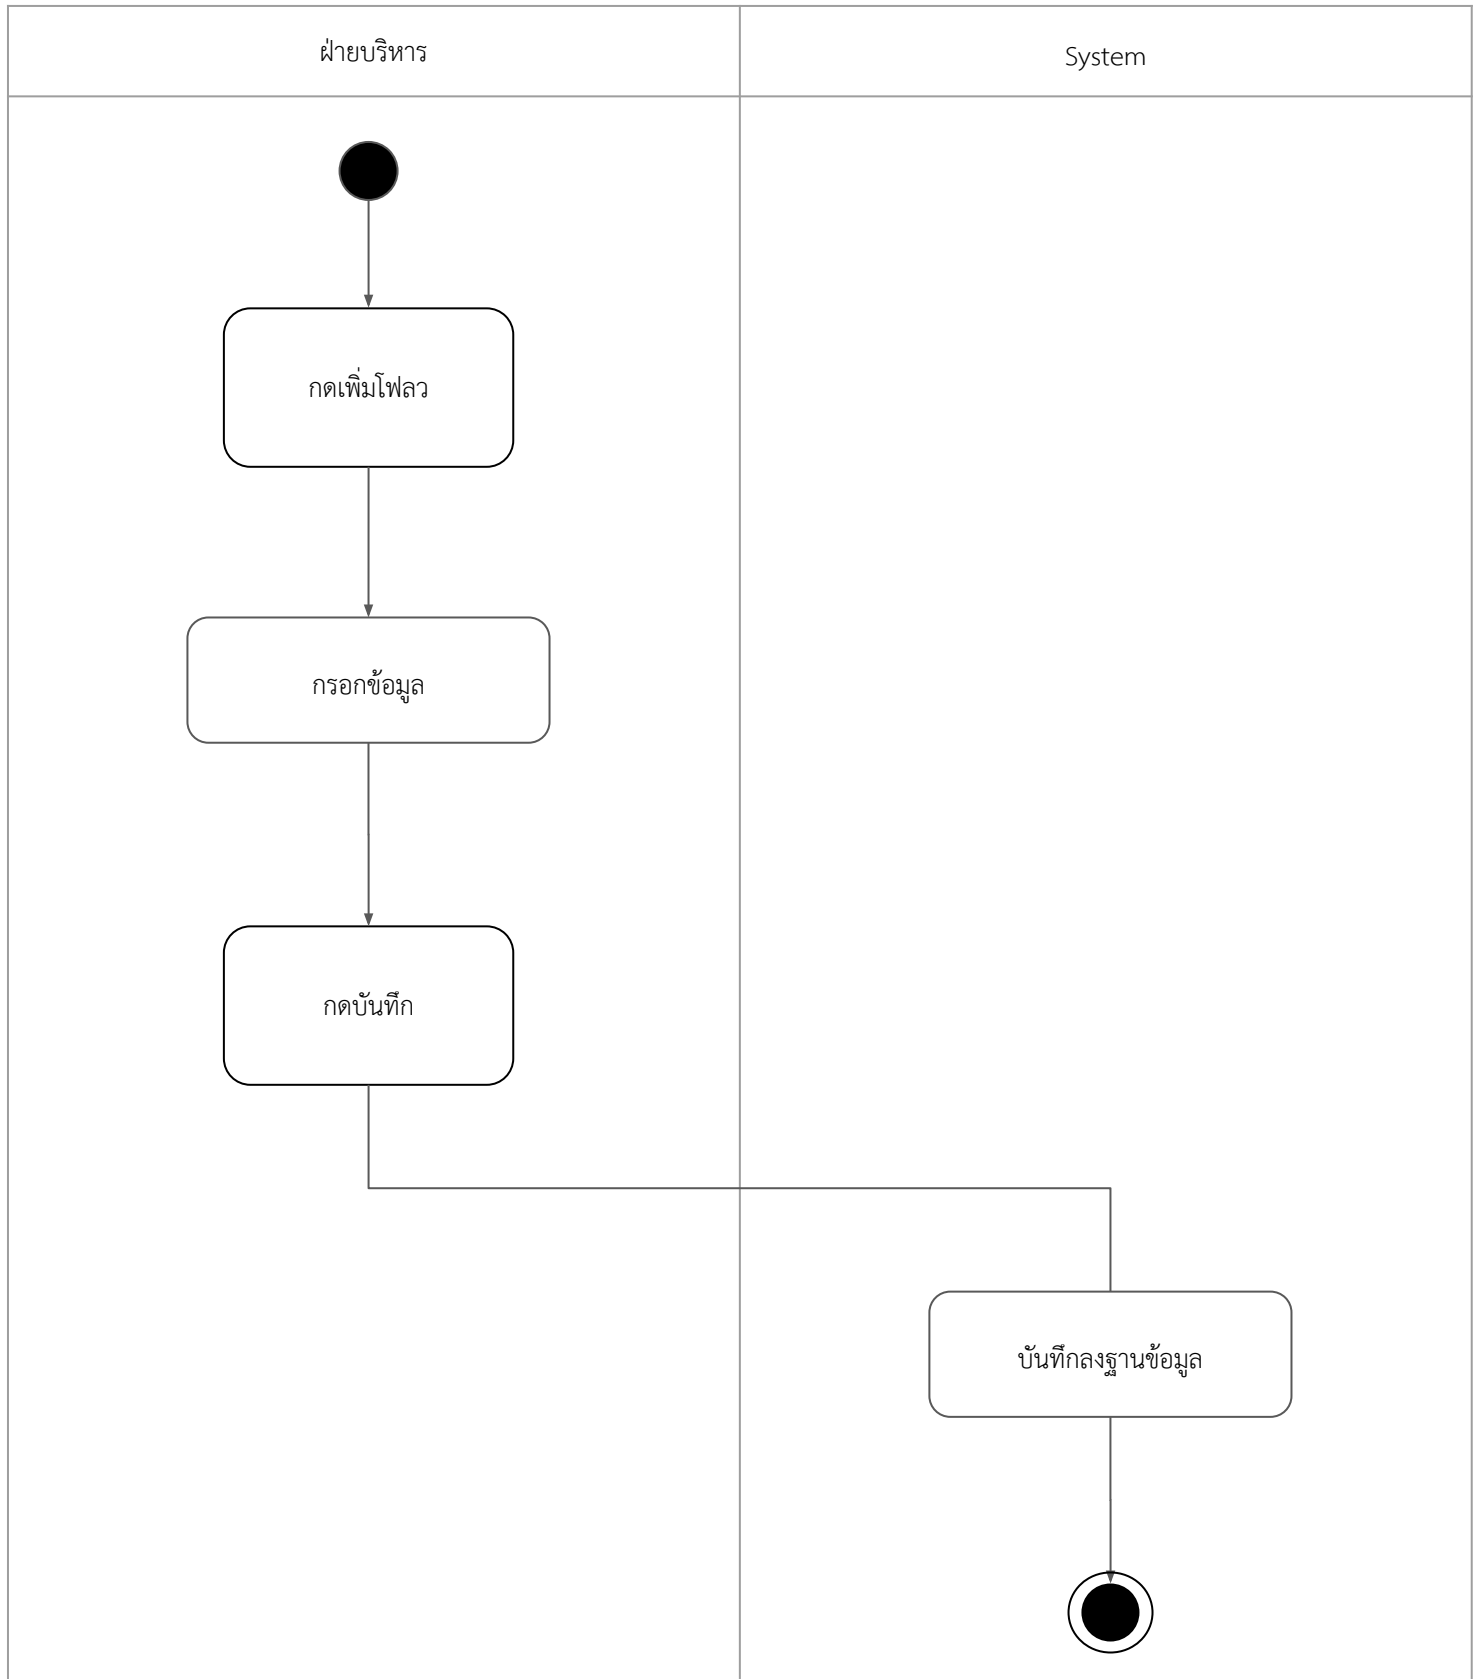 ฝ่ายบริหาร
System
กดเพิ่มโฟลว
กรอกข้อมูล
กดบันทึก
บันทึกลงฐานข้อมูล